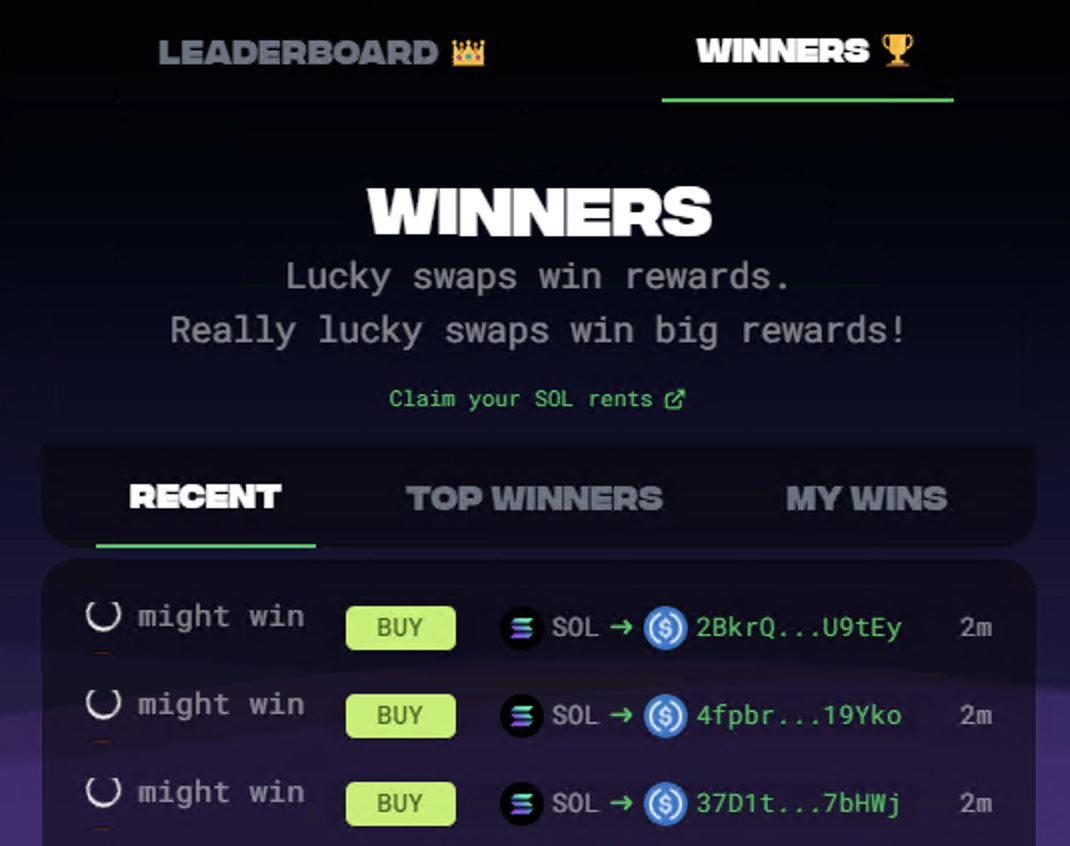 LEADERBOARD 👑 WINNERS 🏆
WINNERS
Lucky swaps win rewards.
Really lucky swaps win big rewards!
Claim your SOL rents
RECENT TOP WINNERS MY WINS
might win BUY SOL → 2BkrQ...U9tEy 2m
might win BUY SOL → 4fpbr...19Yko 2m
might win BUY SOL → 37D1t...7bHWj 2m